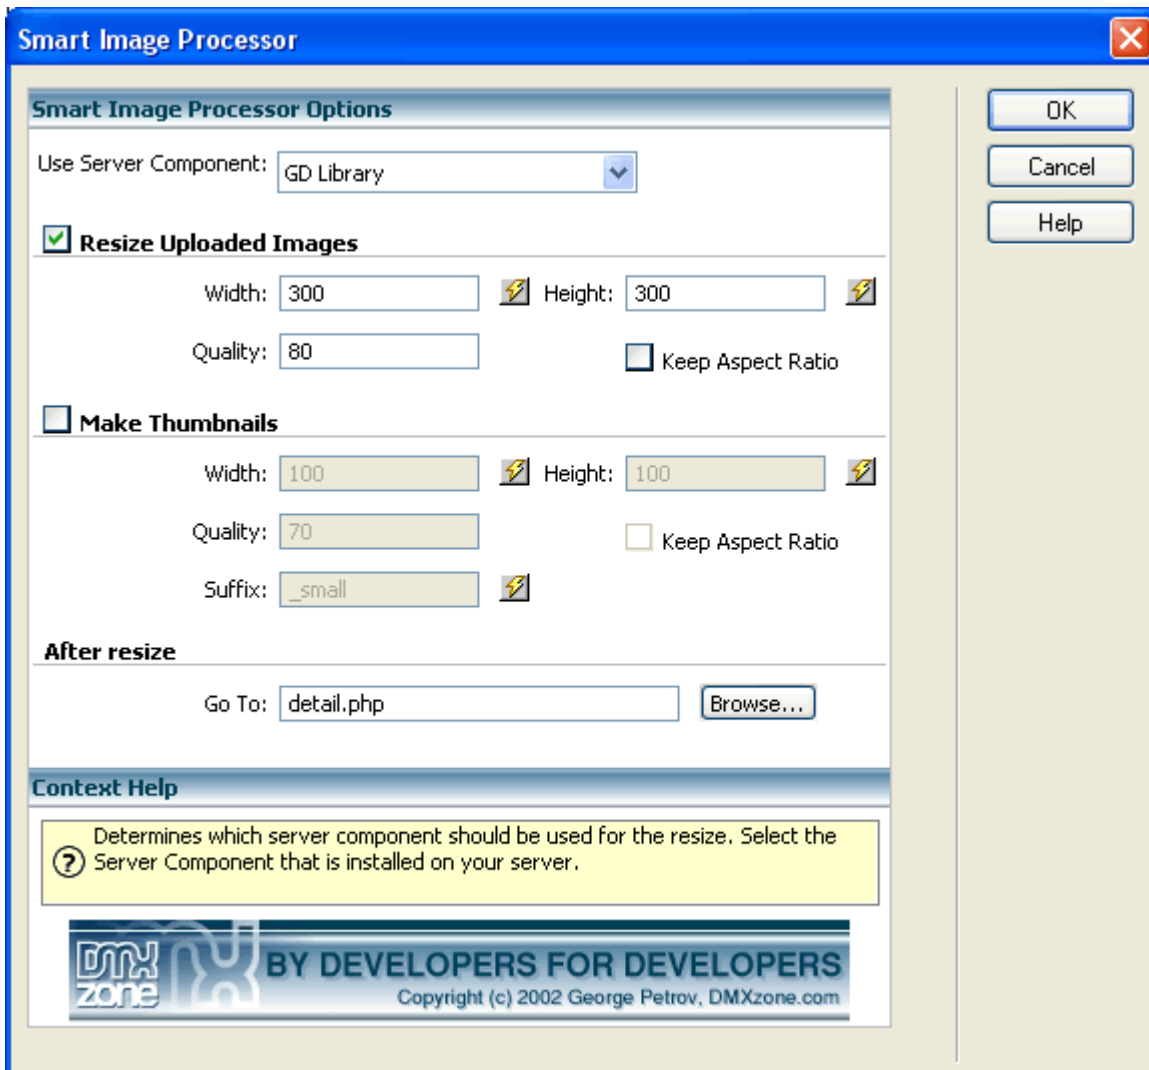 Smart Image Processor
Smart Image Processor Options
OK
Use Server Component: GD Library
Cancel
Help
Resize Uploaded Images
Width: 300 Height: 300
Quality: 80 Keep Aspect Ratio
Make Thumbnails
Width: 100 Height: 100
Quality: 70 Keep Aspect Ratio
Suffix: _small
After resize
Go To: detail.php Browse...
Context Help
Determines which server component should be used for the resize. Select the
? Server Component that is installed on your server.
DMX
zone
BY DEVELOPERS FOR DEVELOPERS
Copyright (c) 2002 George Petrov, DMXzone.com